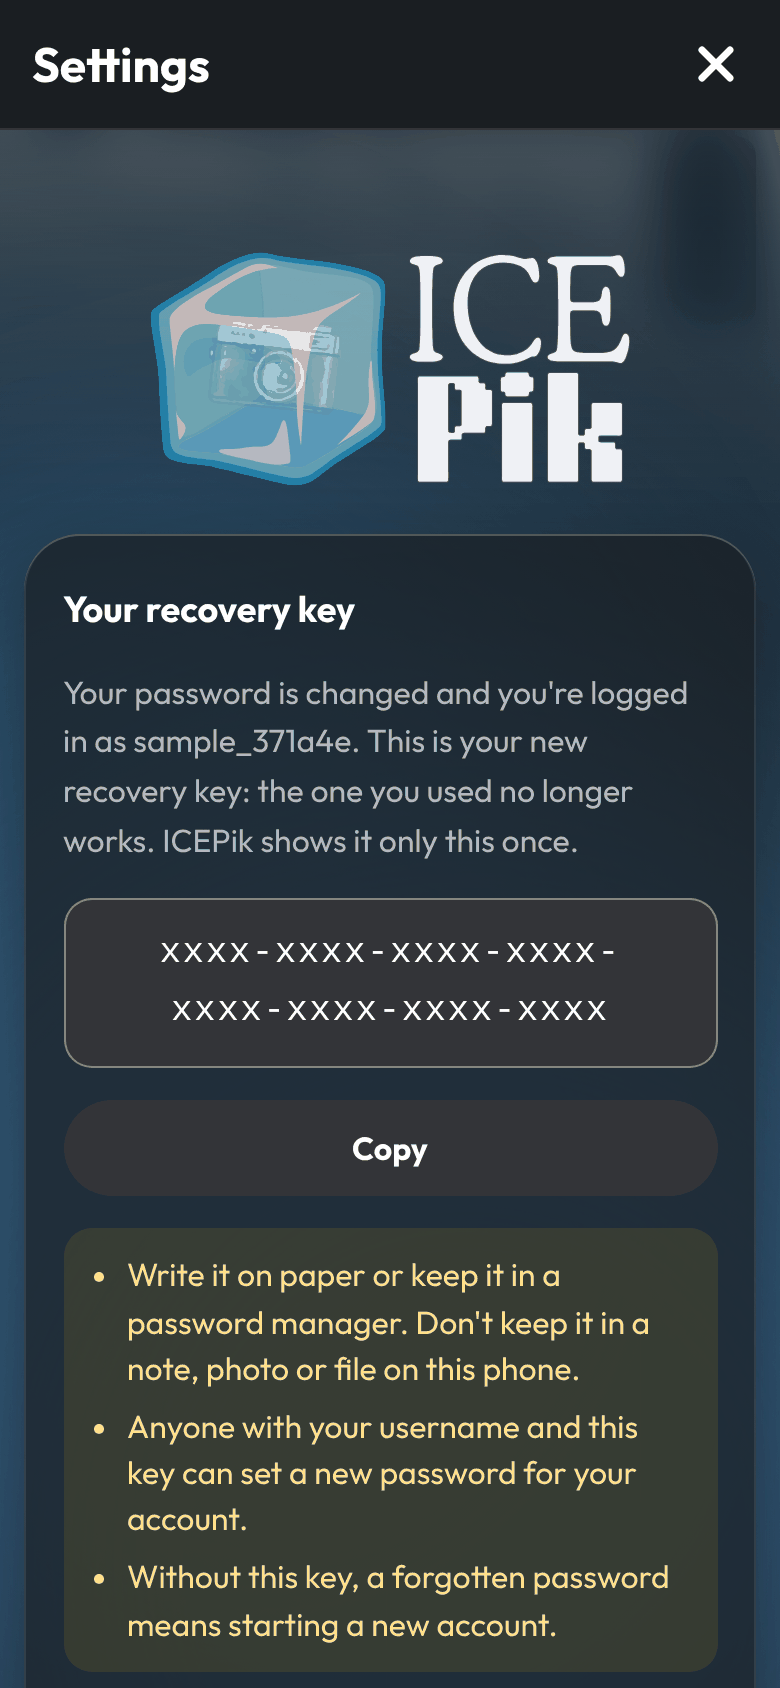 Settings
ICE
Pik
Your recovery key
Your password is changed and you're logged
in as sample_371a4e. This is your new
recovery key: the one you used no longer
works. ICEPik shows it only this once.
XXXX-XXXX-XXXX-XXXX-
XXXX-XXXX-XXXX-XXXX
Copy
• Write it on paper or keep it in a
password manager. Don't keep it in a
note, photo or file on this phone.
• Anyone with your username and this
key can set a new password for your
account.
• Without this key, a forgotten password
means starting a new account.